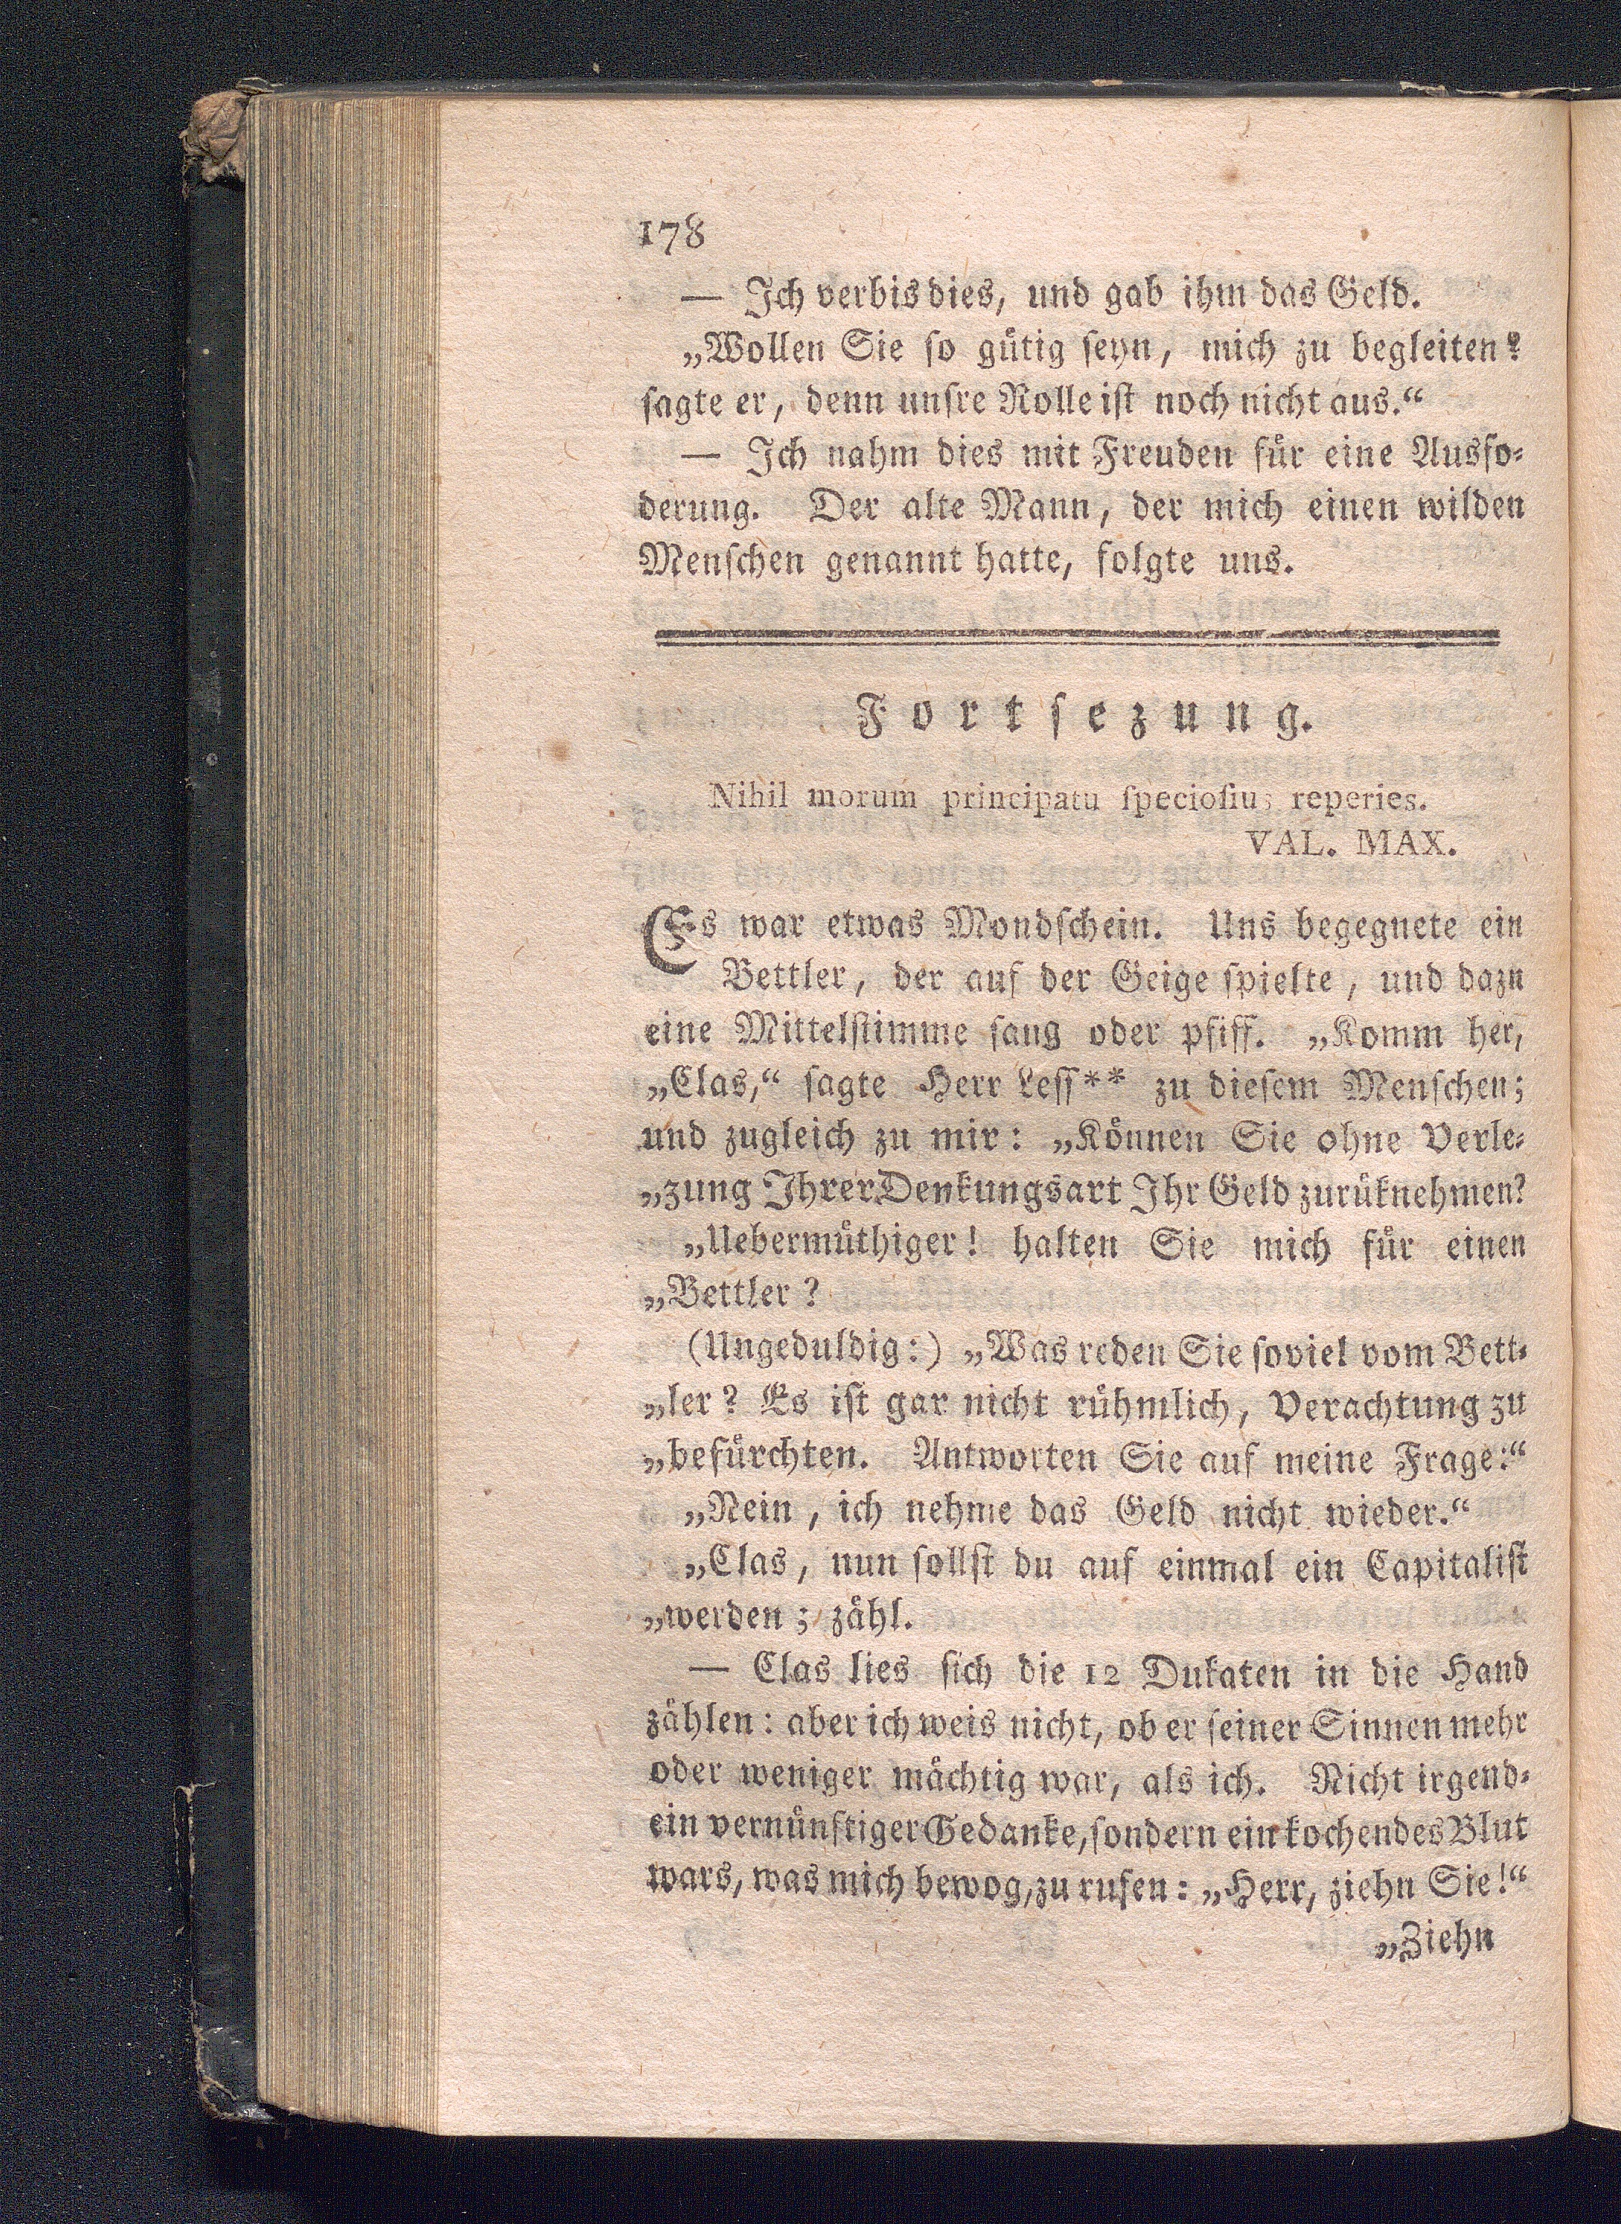 178
— Ich verbis dies, und gab ihm das Geld.
„Wollen Sie ſo gütig ſeyn, mich zu begleiten?
ſagte er, denn unſre Rolle iſt noch nicht aus.“
— Ich nahm dies mit Freuden für eine Ausfo-
derung. Der alte Mann, der mich einen wilden
Menſchen genannt hatte, folgte uns.
Fortſezung.
Nihil morum principatu ſpecioſius reperies.
VAL. MAX.
Es war etwas Mondſchein. Uns begegnete ein
Bettler, der auf der Geige ſpielte, und dazu
eine Mittelſtimme ſang oder pfiff. „Komm her,
„Clas,“ ſagte Herr Leſſ** zu dieſem Menſchen;
und zugleich zu mir: „Können Sie ohne Verle-
„zung Ihrer Denkungsart Ihr Geld zurüknehmen?
„Uebermüthiger! halten Sie mich für einen
„Bettler?
(Ungeduldig:) „Was reden Sie ſoviel vom Bett-
„ler? Es iſt gar nicht rühmlich, Verachtung zu
„befürchten. Antworten Sie auf meine Frage:“
„Nein, ich nehme das Geld nicht wieder.“
„Clas, nun ſollſt du auf einmal ein Capitaliſt
„werden; zähl.
— Clas lies ſich die 12 Dukaten in die Hand
zählen: aber ich weis nicht, ob er ſeiner Sinnen mehr
oder weniger mächtig war, als ich. Nicht irgend-
ein vernünftiger Gedanke, ſondern ein kochendes Blut
wars, was mich bewog, zu rufen: „Herr, ziehn Sie!“
„Ziehn